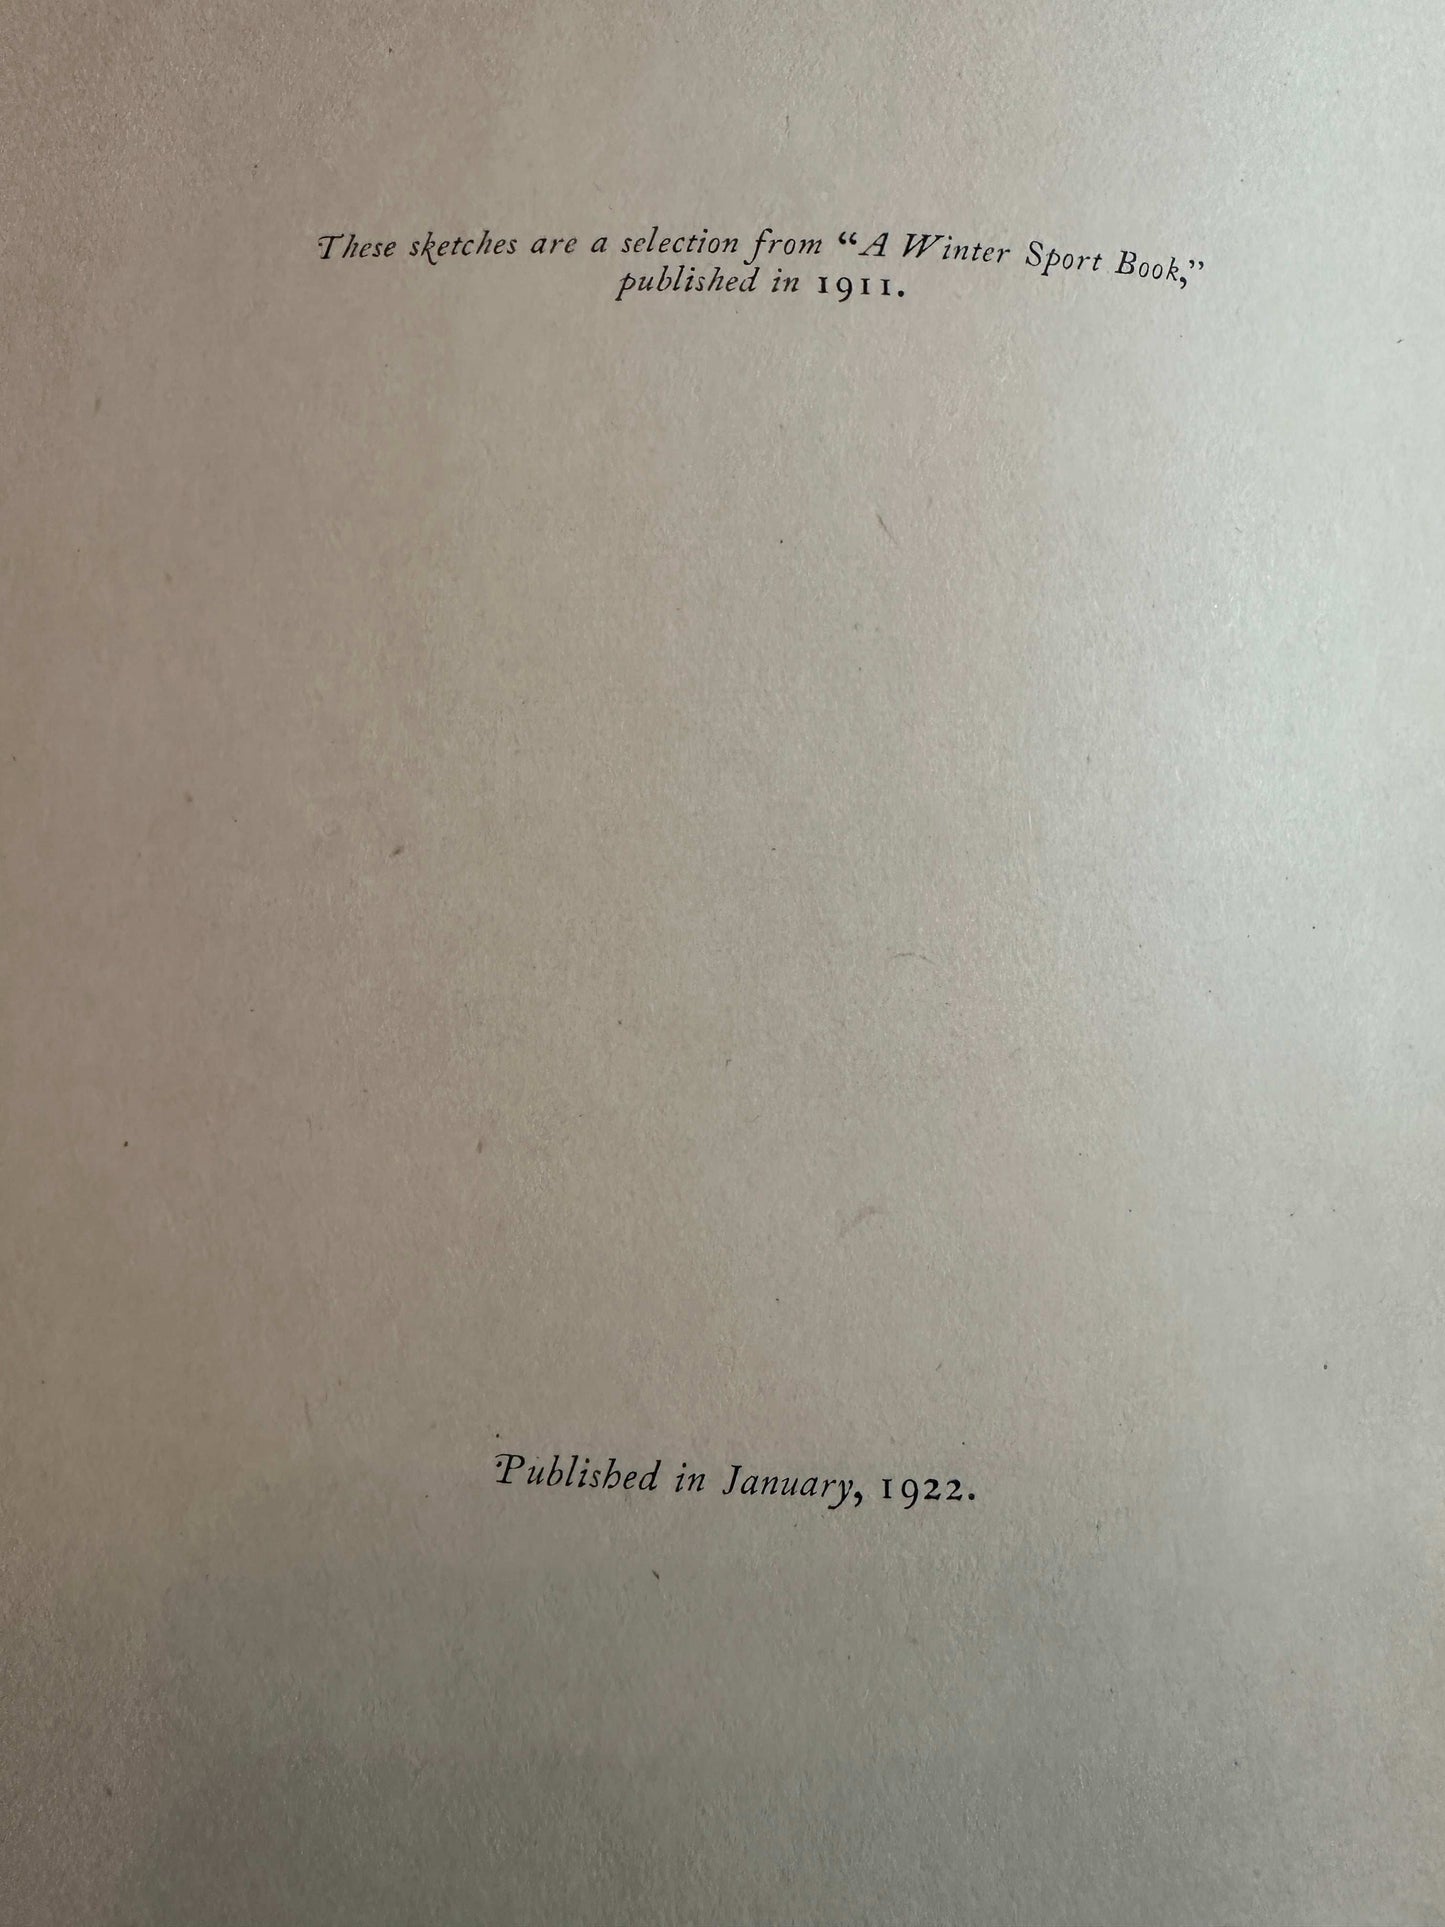 These sketches are a selection from “A Winter Sport Book,”
published in 1911.
Published in January, 1922.